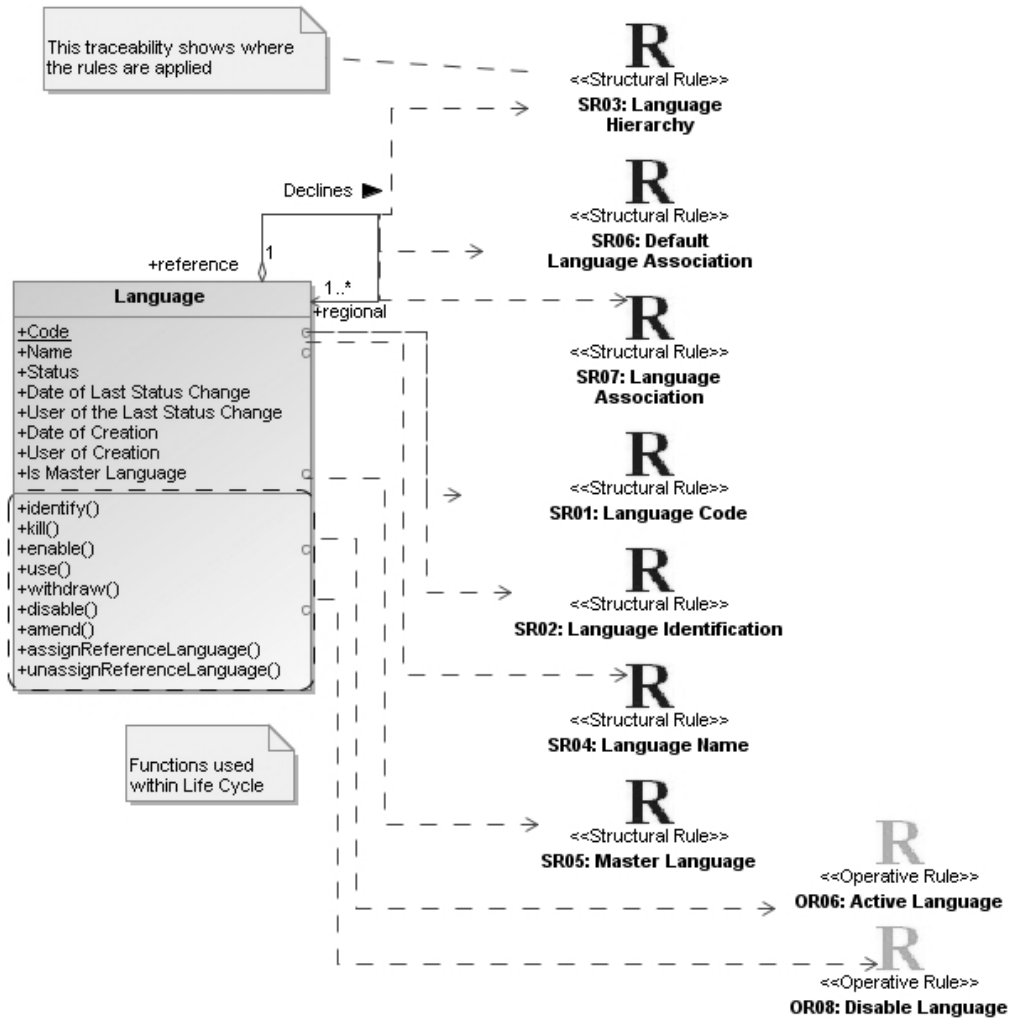 This traceability shows where
the rules are applied
R
<<Structural Rule>>
SR03: Language
Hierarchy
Declines
R
<<Structural Rule>>
SR06: Default
Language Association
1
+reference
1..*
+regional
Language
R
<<Structural Rule>>
SR07: Language
Association
+Code
+Name
+Status
+Date of Last Status Change
+User of the Last Status Change
+Date of Creation
+User of Creation
+Is Master Language
R
<<Structural Rule>>
SR01: Language Code
+identify()
+kill()
+enable()
+use()
+withdraw()
+disable()
+amend()
+assignReferenceLanguage()
+unassignReferenceLanguage()
R
<<Structural Rule>>
SR02: Language Identification
R
<<Structural Rule>>
SR04: Language Name
Functions used
within Life Cycle
R
<<Structural Rule>>
SR05: Master Language
R
<<Operative Rule>>
OR06: Active Language
R
<<Operative Rule>>
OR08: Disable Language